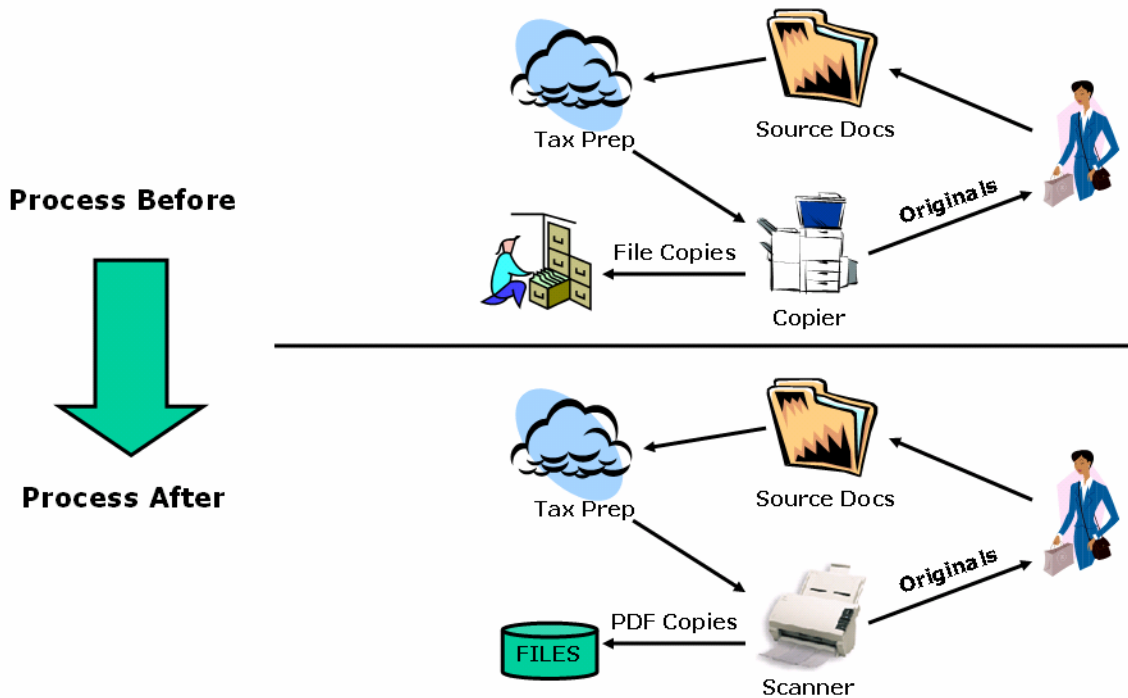 Tax Prep
Source Docs
Process Before
Originals
File Copies
Copier
Process After
Tax Prep
Source Docs
Originals
PDF Copies
FILES
Scanner